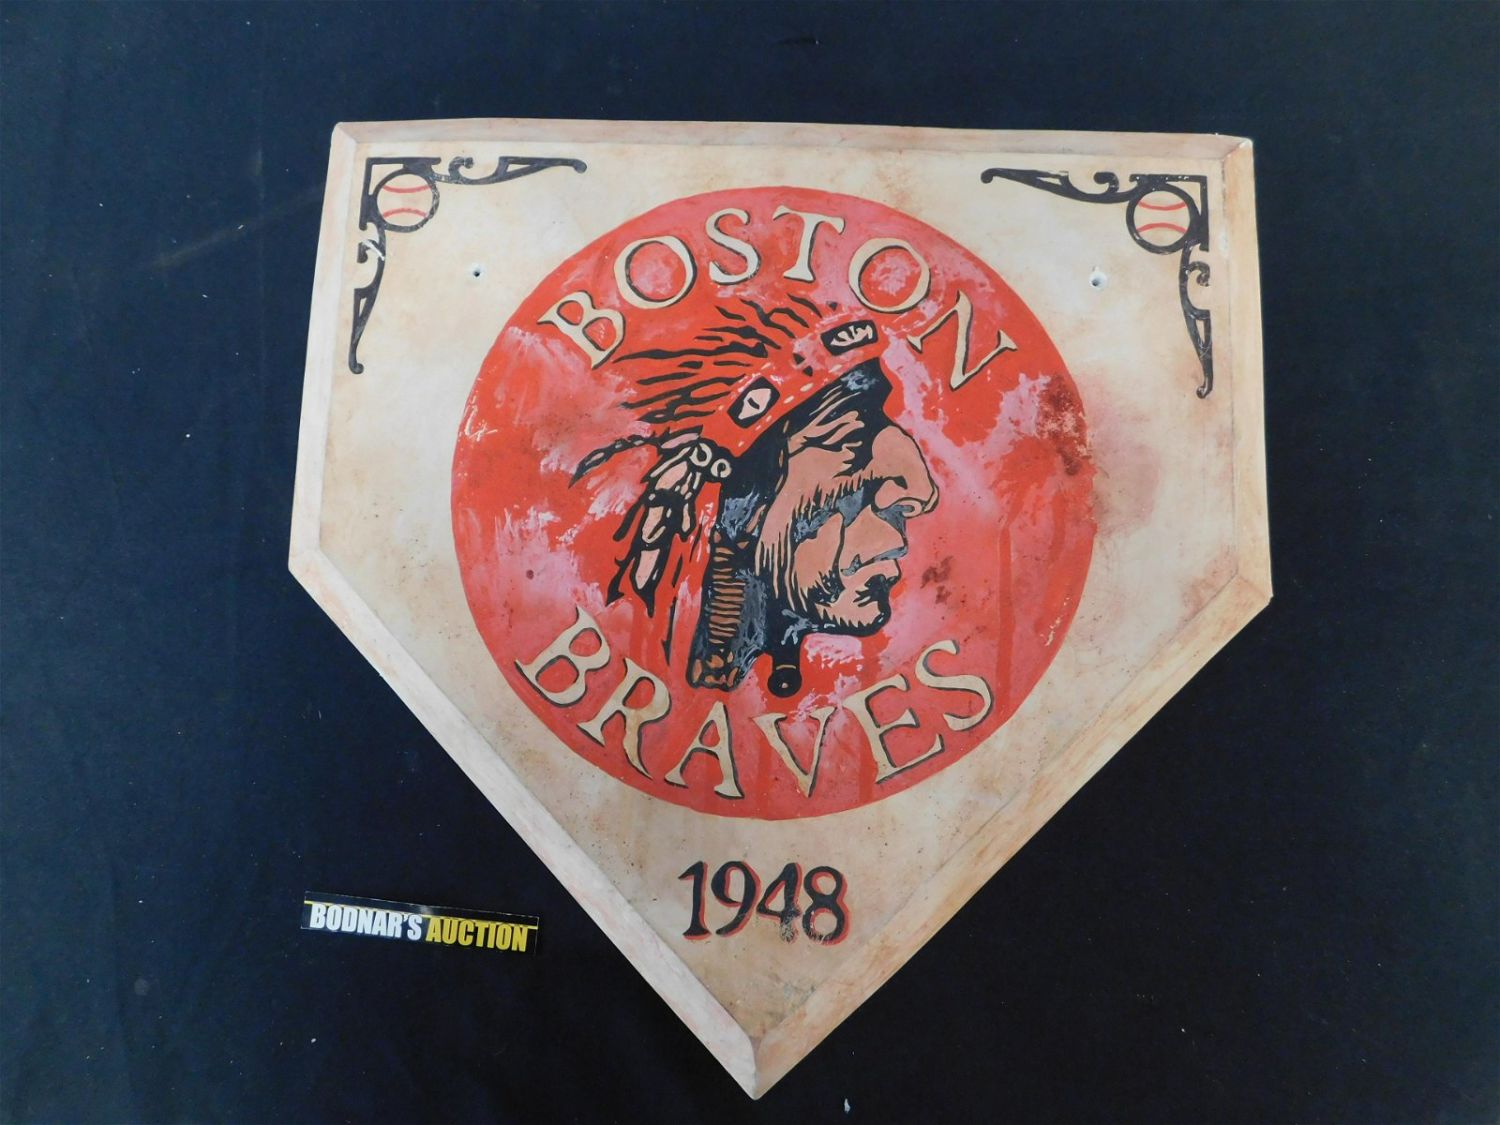 BOSTON
BRAVES
1948
BODNAR'S AUCTION